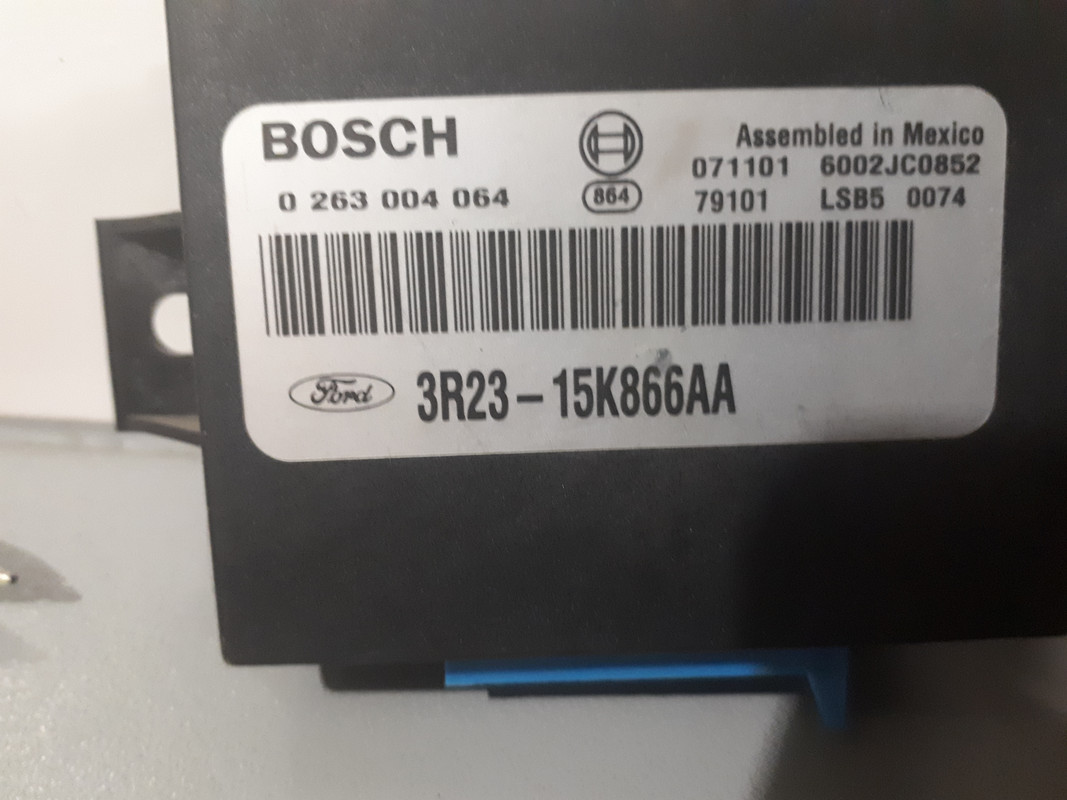 BOSCH
Assembled in Mexico
071101 6002JC0852
0 263 004 064
864
79101 LSB5 0074
Ford 3R23-15K866AA